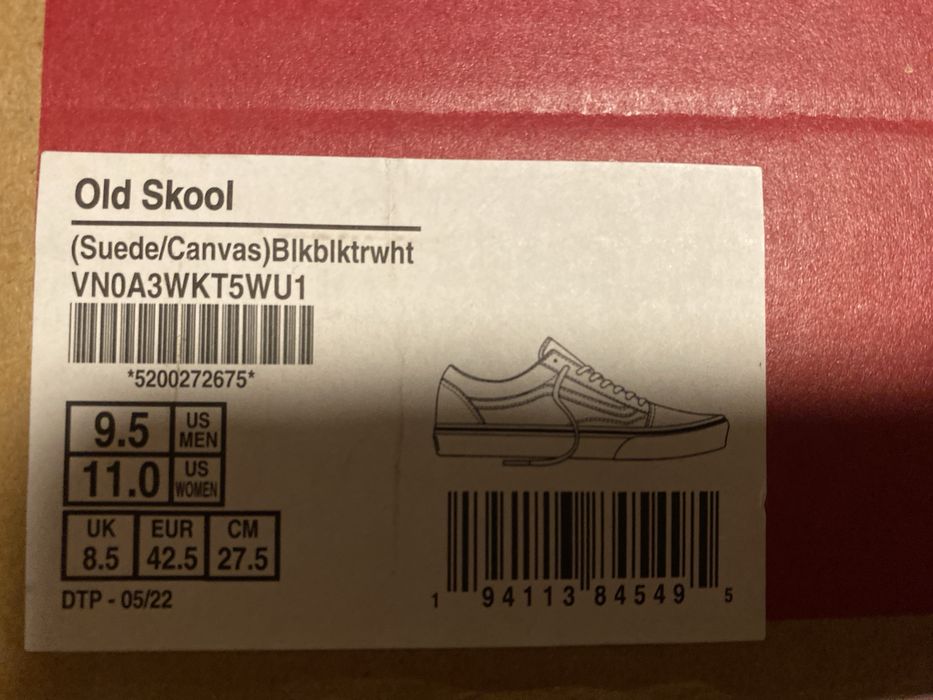 Old Skool
(Suede/Canvas)Blkblktrwht
VN0A3WKT5WU1
*5200272675*
9.5 US MEN
11.0 US WOMEN
UK EUR CM
8.5 42.5 27.5
DTP - 05/22
1 94113 84549 5